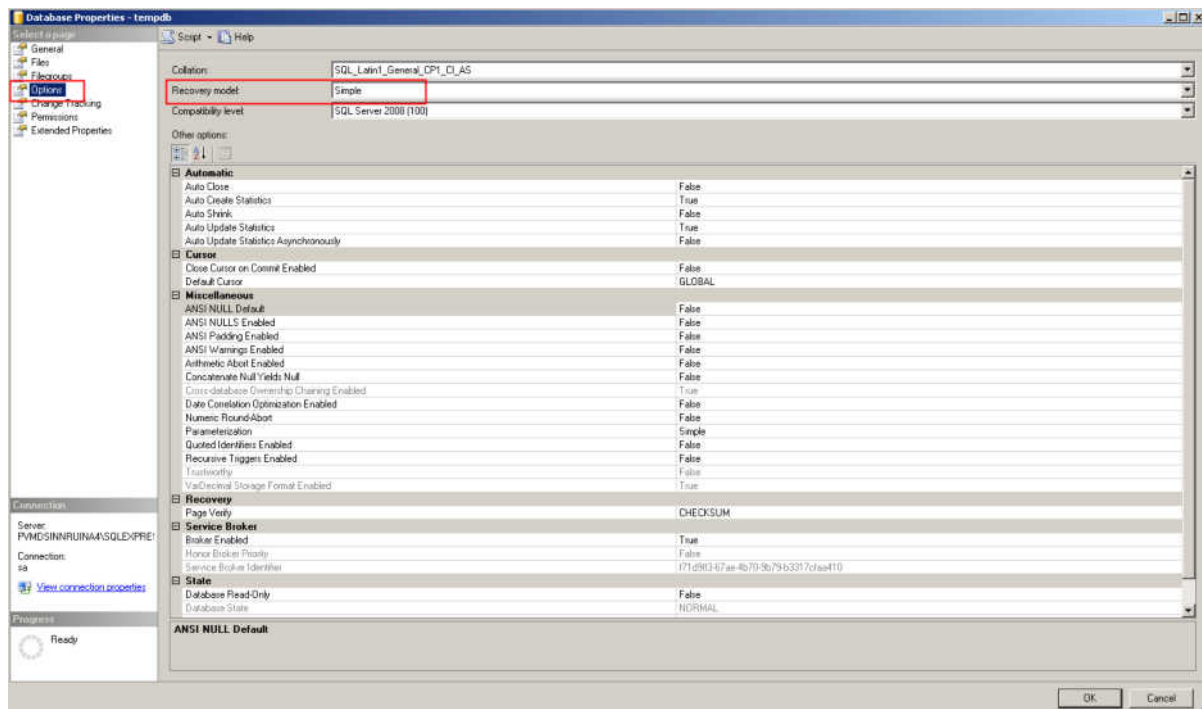 Database Properties - tempdb
Select a page
General
Files
Filegroups
Options
Change Tracking
Permissions
Extended Properties
Script
Help
Collation:
SQL_Latin1_General_CP1_CI_AS
Recovery model:
Simple
Compatibility level:
SQL Server 2008 (100)
Other options:
Automatic
Auto Close False
Auto Create Statistics True
Auto Shrink False
Auto Update Statistics True
Auto Update Statistics Asynchronously False
Cursor
Close Cursor on Commit Enabled False
Default Cursor GLOBAL
Miscellaneous
ANSI NULL Default False
ANSI NULLS Enabled False
ANSI Padding Enabled False
ANSI Warnings Enabled False
Arithmetic Abort Enabled False
Concatenate Null Yields Null False
Cross-database Ownership Chaining Enabled True
Date Correlation Optimization Enabled False
Numeric Round-Abort False
Parameterization Simple
Quoted Identifiers Enabled False
Recursive Triggers Enabled False
Trustworthy False
VarDecimal Storage Format Enabled True
Recovery
Page Verify CHECKSUM
Service Broker
Broker Enabled True
Honor Broker Priority False
Service Broker Identifier
State
Database Read-Only False
Database State NORMAL
ANSI NULL Default
Connection
Server:
PVMDSINNRUINA4\SQLEXPRE
Connection:
sa
View connection properties
Progress
Ready
OK
Cancel